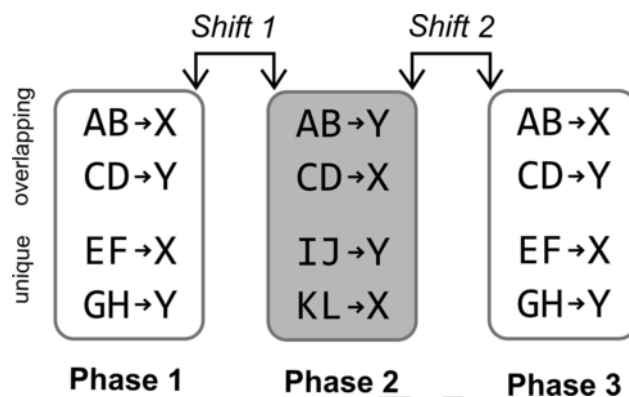 Shift 1
Shift 2
overlapping
unique
AB→X
CD→Y
EF→X
GH→Y
Phase 1
AB→Y
CD→X
IJ→Y
KL→X
Phase 2
AB→X
CD→Y
EF→X
GH→Y
Phase 3